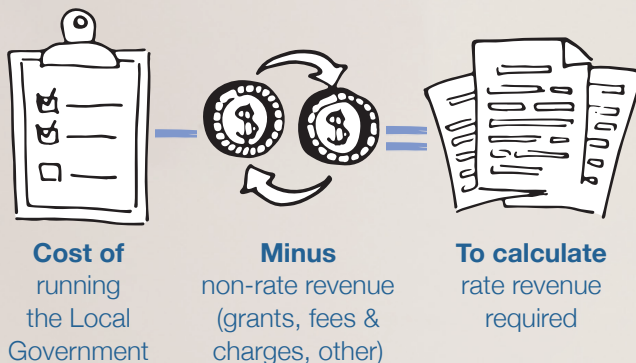 Cost of
running
the Local
Government
Minus
non-rate revenue
(grants, fees &
charges, other)
To calculate
rate revenue
required